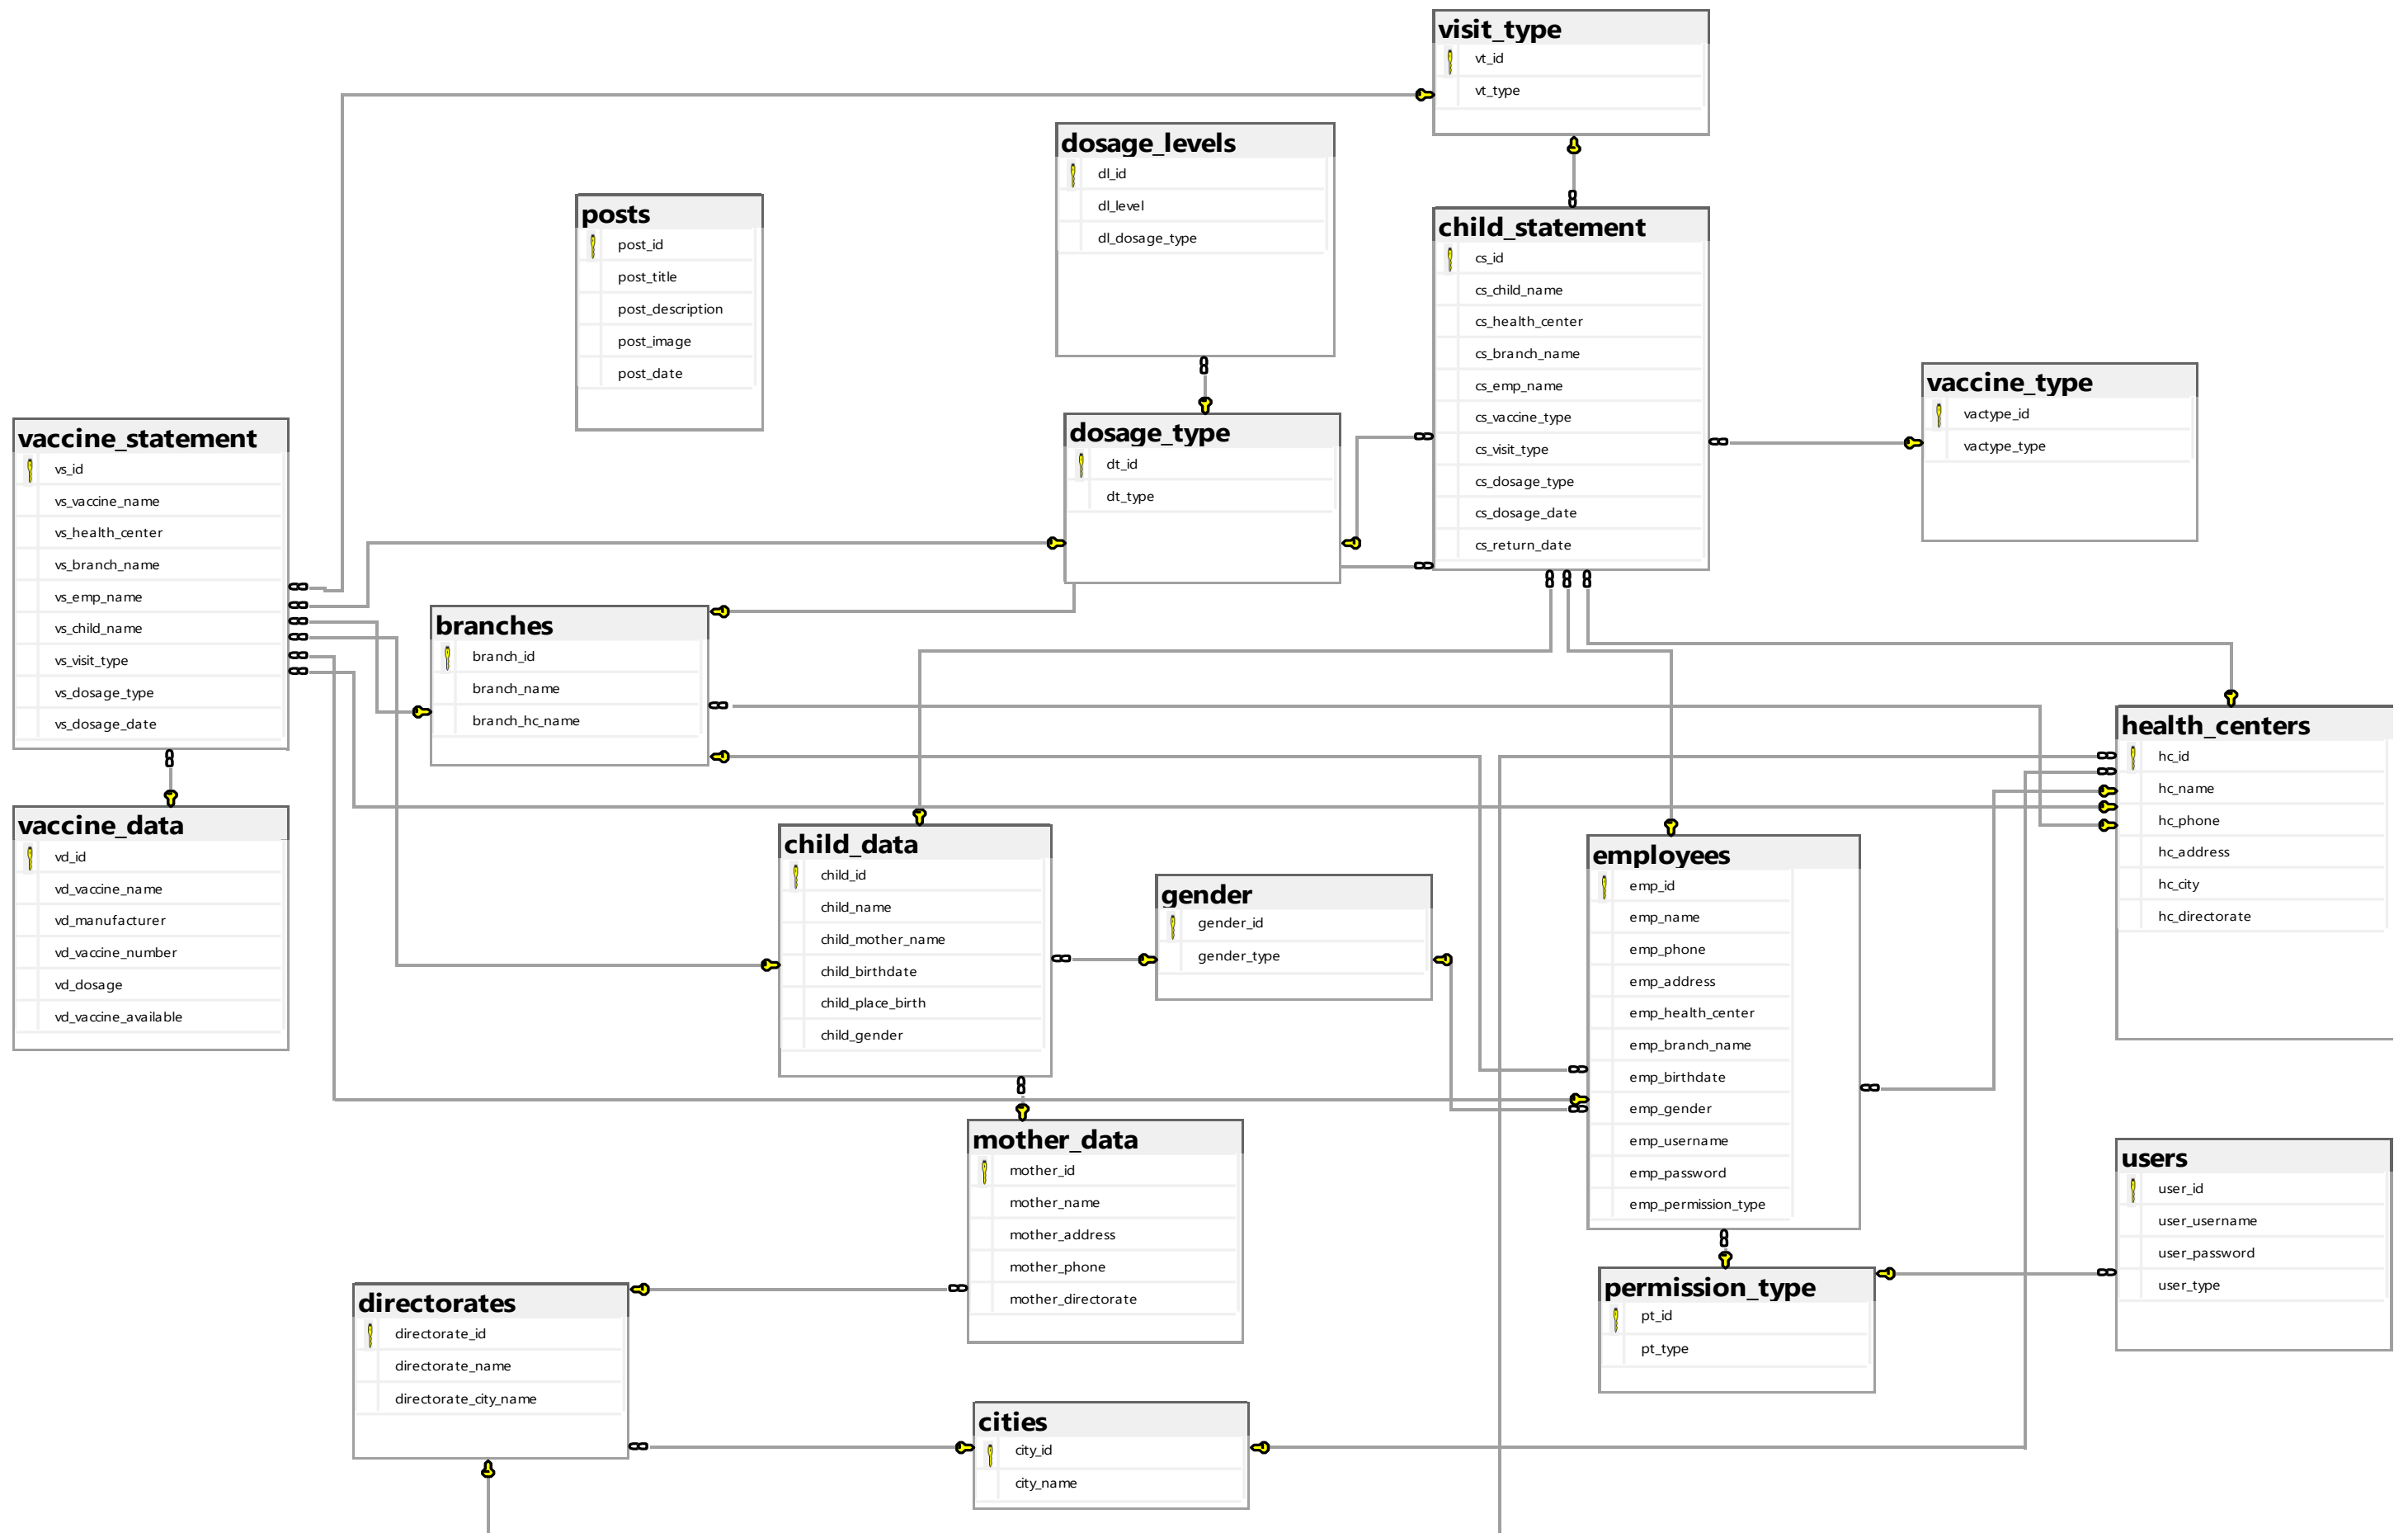 visit_type
vt_id
vt_type
dosage_levels
dl_id
dl_level
dl_dosage_type
posts
post_id
post_title
post_description
post_image
post_date
child_statement
cs_id
cs_child_name
cs_health_center
cs_branch_name
cs_emp_name
cs_vaccine_type
cs_visit_type
cs_dosage_type
cs_dosage_date
cs_return_date
vaccine_type
vactype_id
vactype_type
vaccine_statement
vs_id
vs_vaccine_name
vs_health_center
vs_branch_name
vs_emp_name
vs_child_name
vs_visit_type
vs_dosage_type
vs_dosage_date
dosage_type
dt_id
dt_type
branches
branch_id
branch_name
branch_hc_name
health_centers
hc_id
hc_name
hc_phone
hc_address
hc_city
hc_directorate
vaccine_data
vd_id
vd_vaccine_name
vd_manufacturer
vd_vaccine_number
vd_dosage
vd_vaccine_available
child_data
child_id
child_name
child_mother_name
child_birthdate
child_place_birth
child_gender
gender
gender_id
gender_type
employees
emp_id
emp_name
emp_phone
emp_address
emp_health_center
emp_branch_name
emp_birthdate
emp_gender
emp_username
emp_password
emp_permission_type
mother_data
mother_id
mother_name
mother_address
mother_phone
mother_directorate
users
user_id
user_username
user_password
user_type
permission_type
pt_id
pt_type
directorates
directorate_id
directorate_name
directorate_city_name
cities
city_id
city_name